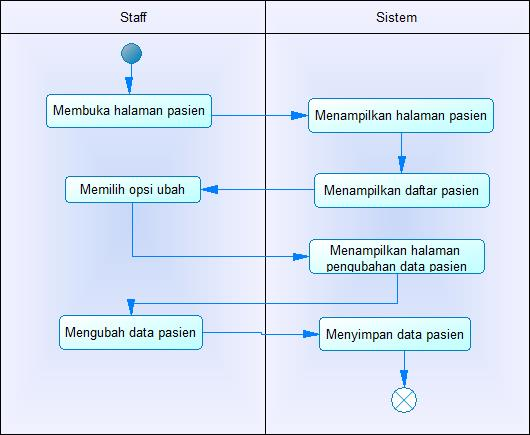 Staff
Sistem
Membuka halaman pasien
Menampilkan halaman pasien
Memilih opsi ubah
Menampilkan daftar pasien
Menampilkan halaman
pengubahan data pasien
Mengubah data pasien
Menyimpan data pasien